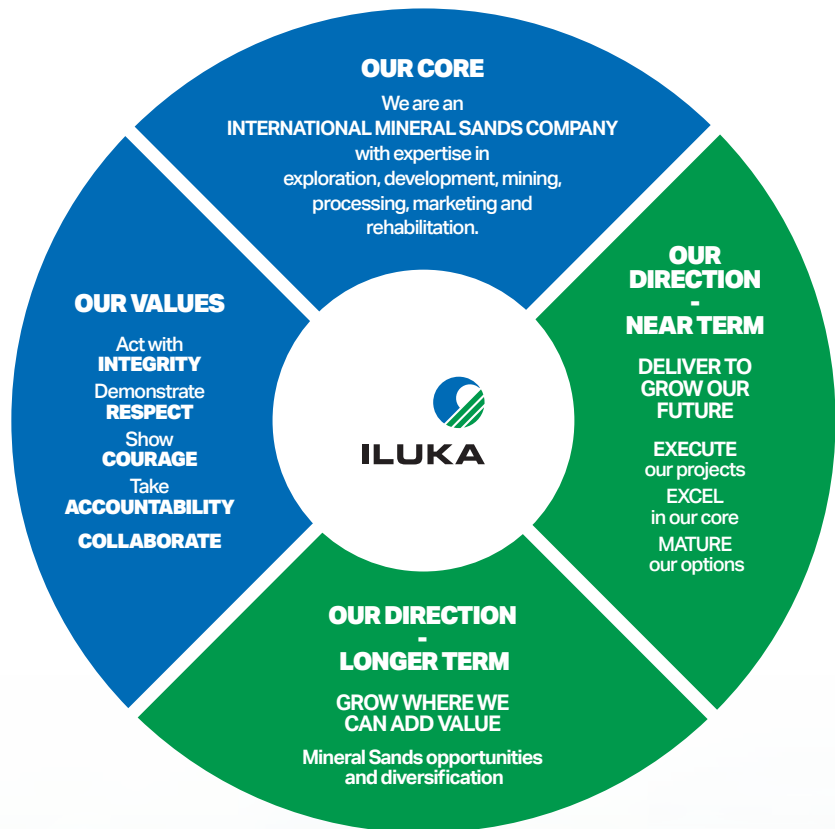 OUR CORE
We are an
INTERNATIONAL MINERAL SANDS COMPANY
with expertise in
exploration, development, mining,
processing, marketing and
rehabilitation.
OUR
DIRECTION
-
NEAR TERM
DELIVER TO
GROW OUR
FUTURE
EXECUTE
our projects
EXCEL
in our core
MATURE
our options
OUR DIRECTION
-
LONGER TERM
GROW WHERE WE
CAN ADD VALUE
Mineral Sands opportunities
and diversification
OUR VALUES
Act with
INTEGRITY
Demonstrate
RESPECT
Show
COURAGE
Take
ACCOUNTABILITY
COLLABORATE
ILUKA